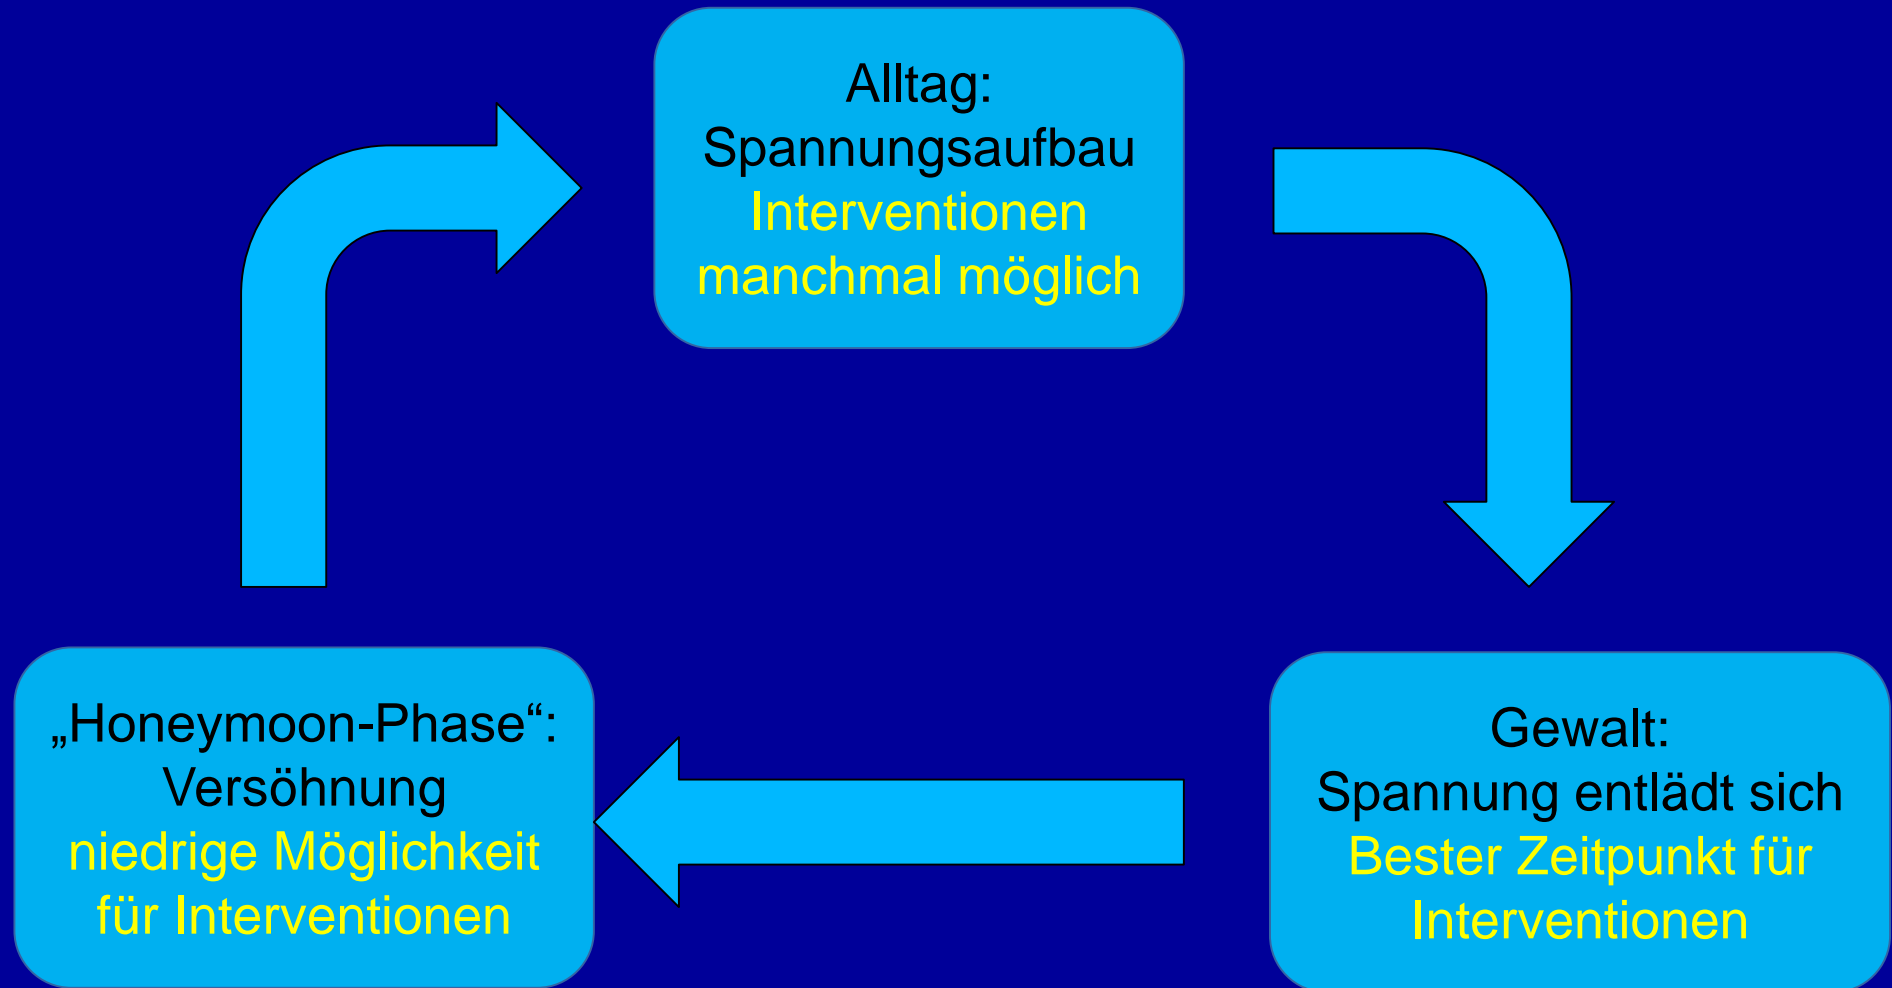 Alltag:
Spannungsaufbau
Interventionen
manchmal möglich
„Honeymoon-Phase“:
Versöhnung
niedrige Möglichkeit
für Interventionen
Gewalt:
Spannung entlädt sich
Bester Zeitpunkt für
Interventionen